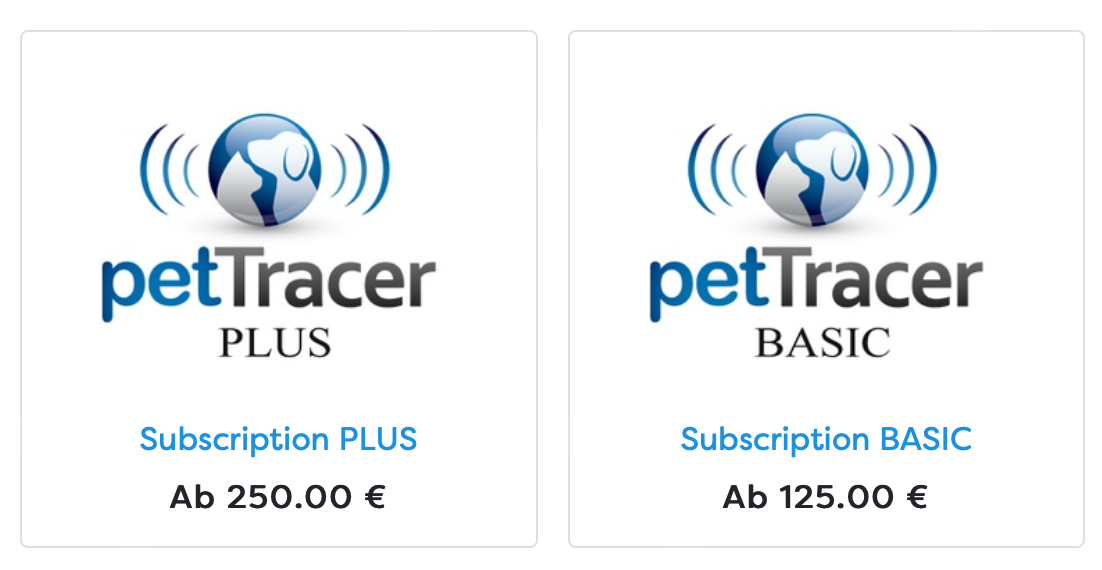 petTracer
PLUS
Subscription PLUS
Ab 250.00 €
petTracer
BASIC
Subscription BASIC
Ab 125.00 €